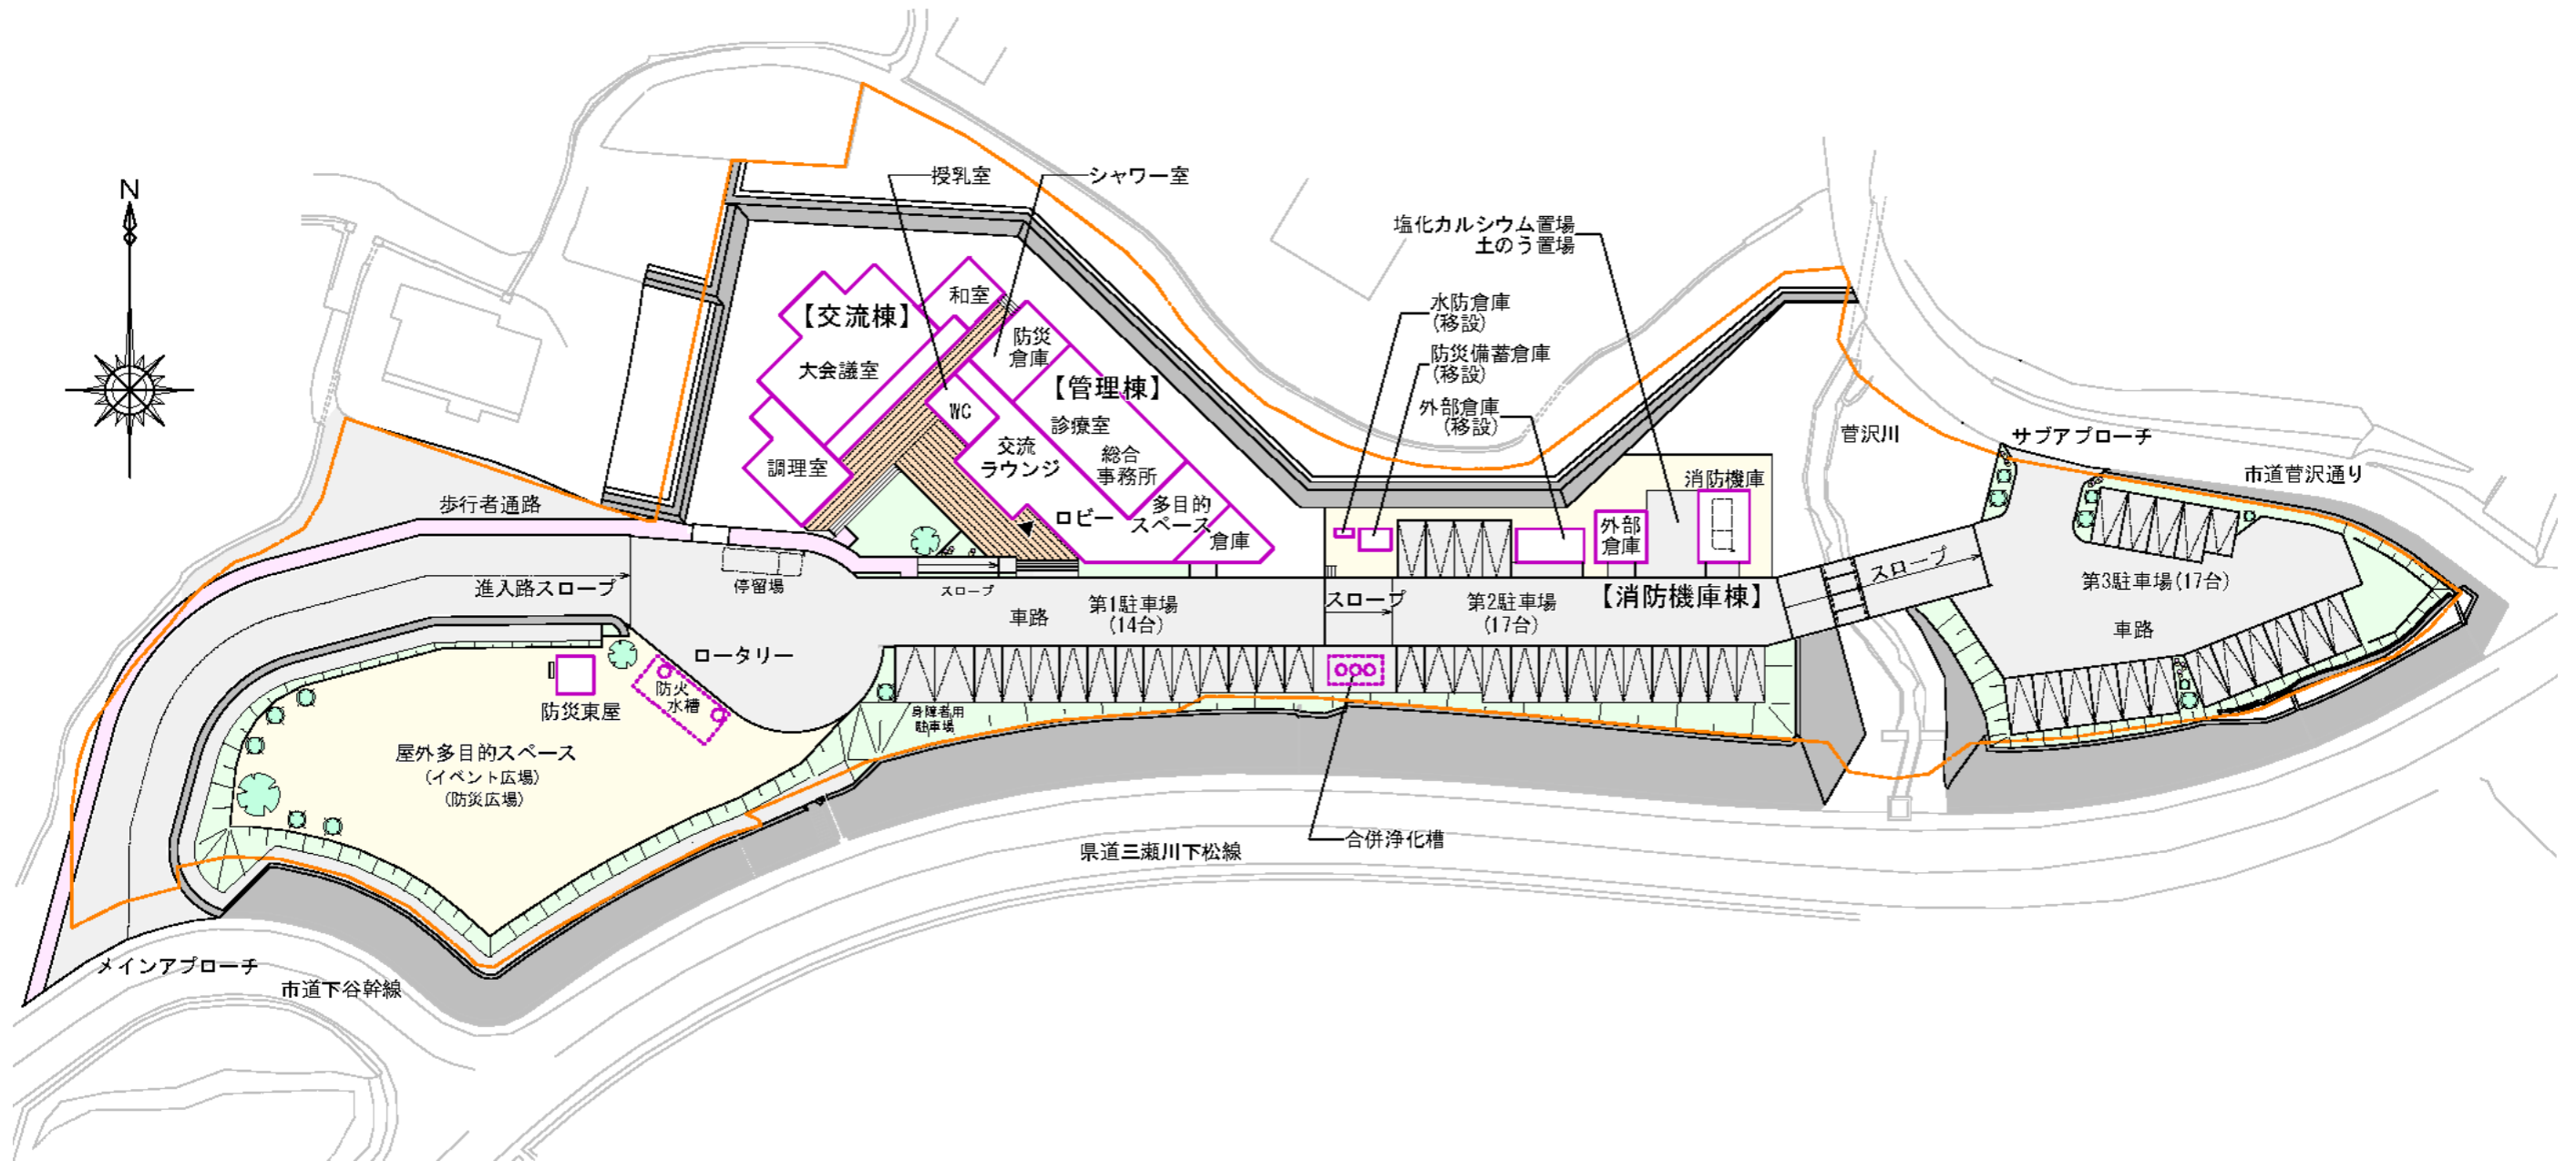 N
授乳室
シャワー室
塩化カルシウム置場
土のう置場
水防倉庫
(移設)
防災備蓄倉庫
(移設)
外部倉庫
(移設)
【交流棟】
和室
防災
倉庫
大会議室
【管理棟】
WC
診療室
交流
ラウンジ
総合
事務所
調理室
多目的
スペース
ロビー
倉庫
消防機庫
外部
倉庫
菅沢川
サブアプローチ
市道菅沢通り
歩行者通路
進入路スロープ
停留場
スロープ
車路
第1駐車場
(14台)
スロープ
第2駐車場
(17台)
【消防機庫棟】
スロープ
第3駐車場(17台)
車路
ロータリー
防火
水槽
防災東屋
身障者用
駐車場
屋外多目的スペース
(イベント広場)
(防災広場)
合併浄化槽
県道三瀬川下松線
メインアプローチ
市道下谷幹線